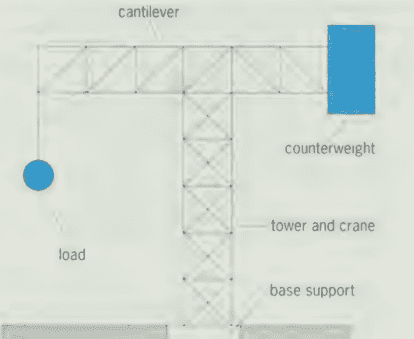 cantilever
counterweight
tower and crane
load
base support